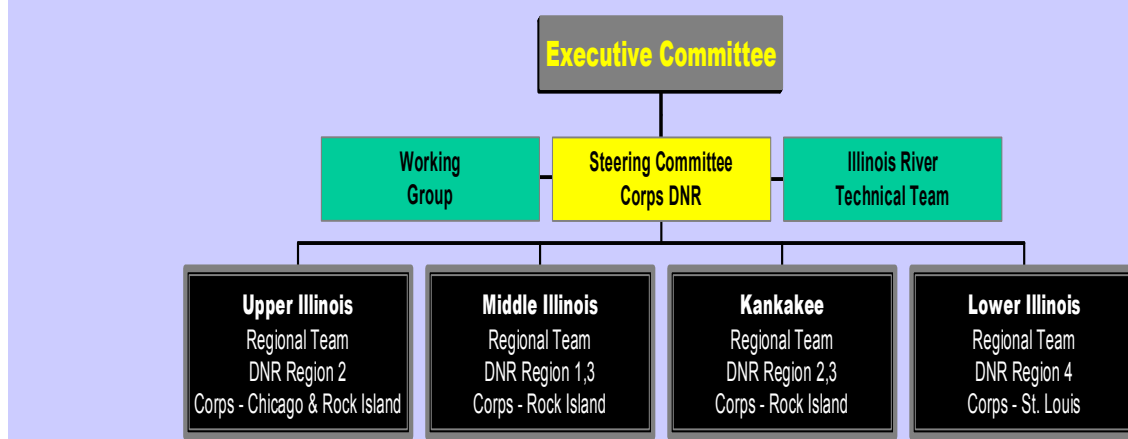 Executive Committee
Working
Group
Steering Committee
Corps DNR
Illinois River
Technical Team
Upper Illinois
Regional Team
DNR Region 2
Corps - Chicago & Rock Island
Middle Illinois
Regional Team
DNR Region 1,3
Corps - Rock Island
Kankakee
Regional Team
DNR Region 2,3
Corps - Rock Island
Lower Illinois
Regional Team
DNR Region 4
Corps - St. Louis